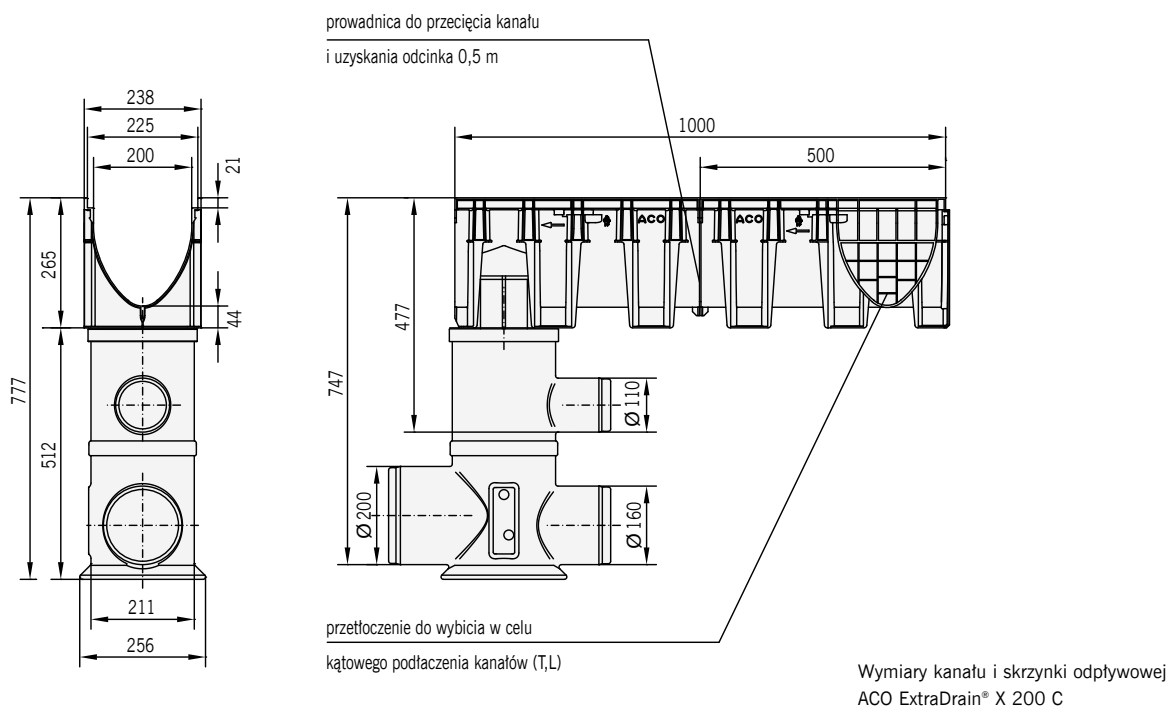 prowadnica do przecięcia kanału
i uzyskania odcinka 0,5 m
238
225
200
21
265
44
777
512
211
256
1000
500
ACO
ACO
477
747
Ø 110
Ø 200
Ø 160
przetłoczenie do wybicia w celu
kątowego podłaczenia kanałów (T,L)
Wymiary kanału i skrzynki odpływowej
ACO ExtraDrain® X 200 C